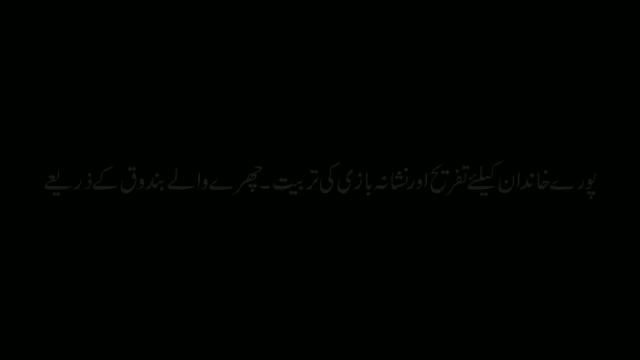 پورے خاندان کیلئے تفریح اور نشانہ بازی کی تربیت۔ چھرے والے بندوق کے ذریعے